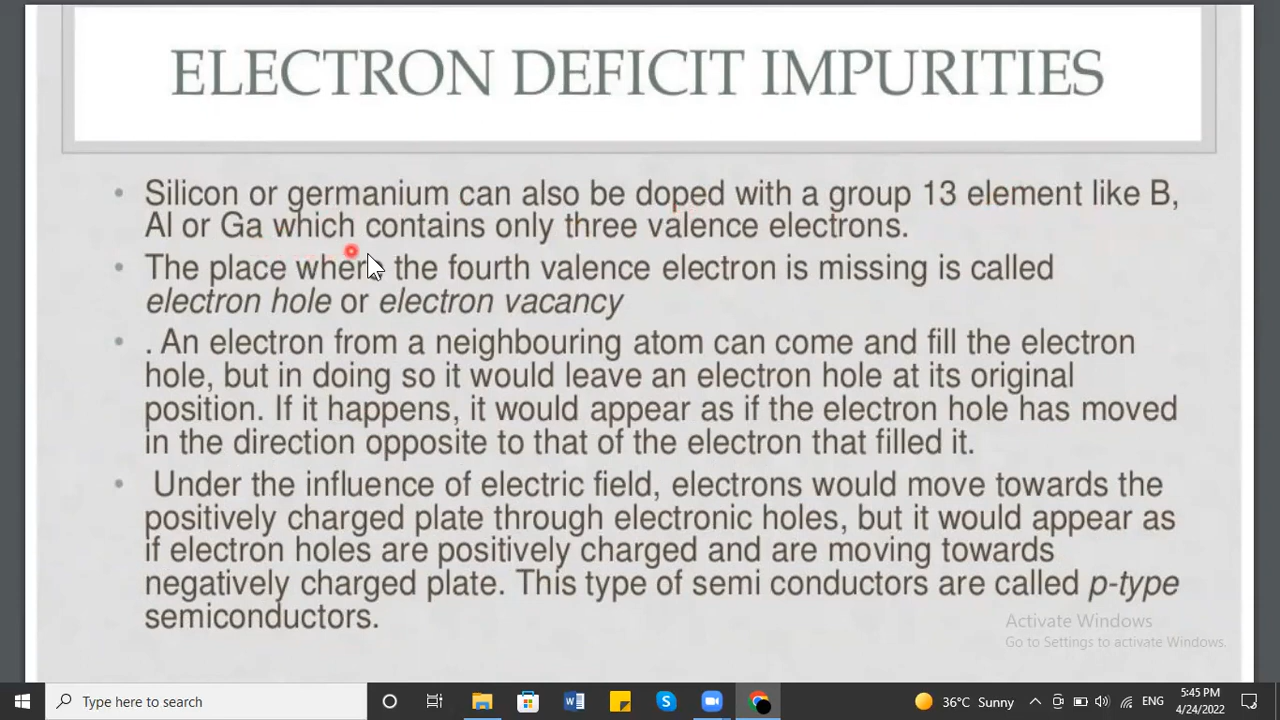 ELECTRON DEFICIT IMPURITIES
• Silicon or germanium can also be doped with a group 13 element like B,
Al or Ga which contains only three valence electrons.
• The place where the fourth valence electron is missing is called
electron hole or electron vacancy
• . An electron from a neighbouring atom can come and fill the electron
hole, but in doing so it would leave an electron hole at its original
position. If it happens, it would appear as if the electron hole has moved
in the direction opposite to that of the electron that filled it.
• Under the influence of electric field, electrons would move towards the
positively charged plate through electronic holes, but it would appear as
if electron holes are positively charged and are moving towards
negatively charged plate. This type of semi conductors are called p-type
semiconductors.
Activate Windows
Go to Settings to activate Windows.
Type here to search
36°C Sunny
ENG
5:45 PM
4/24/2022